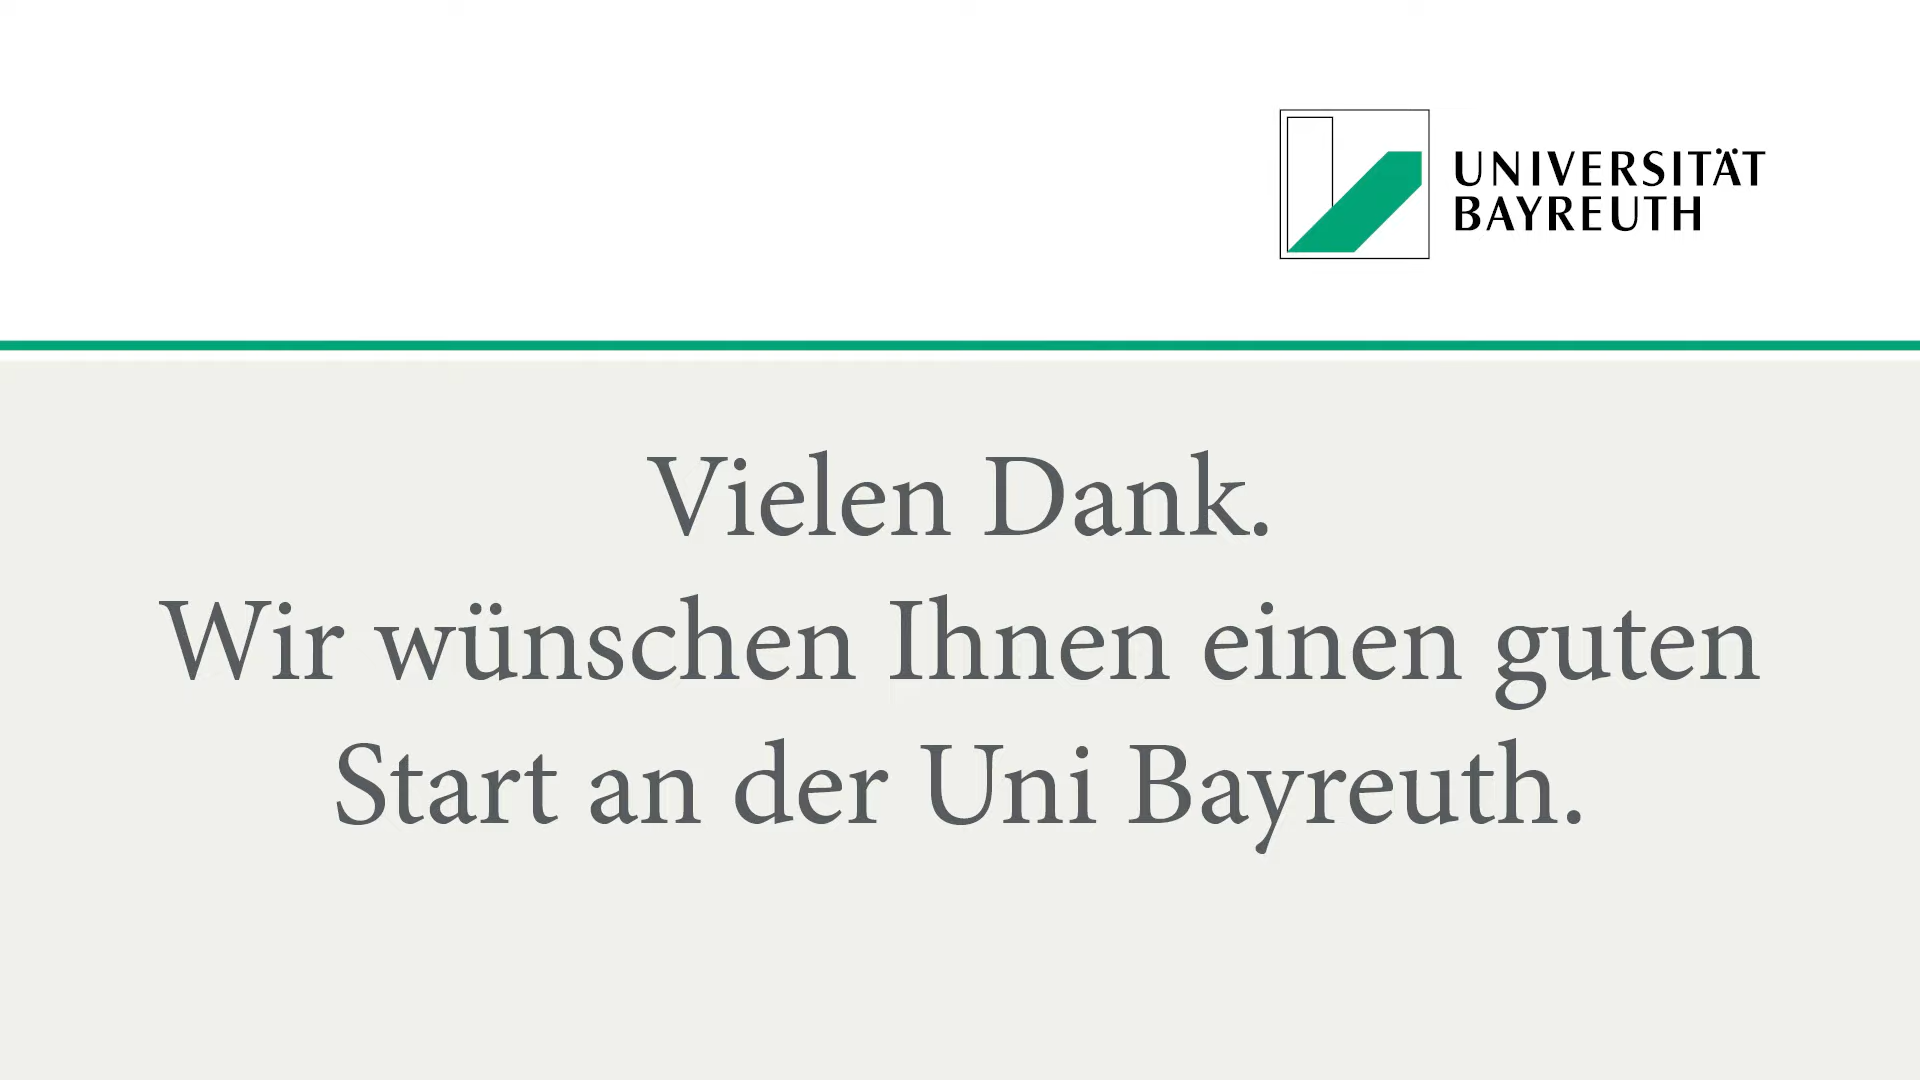 UNIVERSITÄT
BAYREUTH
Vielen Dank.
Wir wünschen Ihnen einen guten
Start an der Uni Bayreuth.